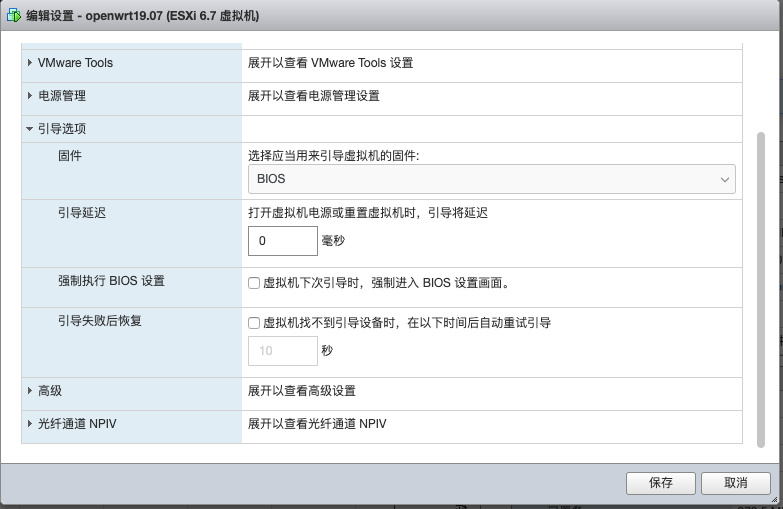 编辑设置 - openwrt19.07 (ESXi 6.7 虚拟机)
VMware Tools 展开以查看 VMware Tools 设置
电源管理 展开以查看电源管理设置
引导选项
固件 选择应当用来引导虚拟机的固件:
BIOS
引导延迟 打开虚拟机电源或重置虚拟机时，引导将延迟
0 毫秒
强制执行 BIOS 设置 虚拟机下次引导时，强制进入 BIOS 设置画面。
引导失败后恢复 虚拟机找不到引导设备时，在以下时间后自动重试引导
10 秒
高级 展开以查看高级设置
光纤通道 NPIV 展开以查看光纤通道 NPIV
保存 取消